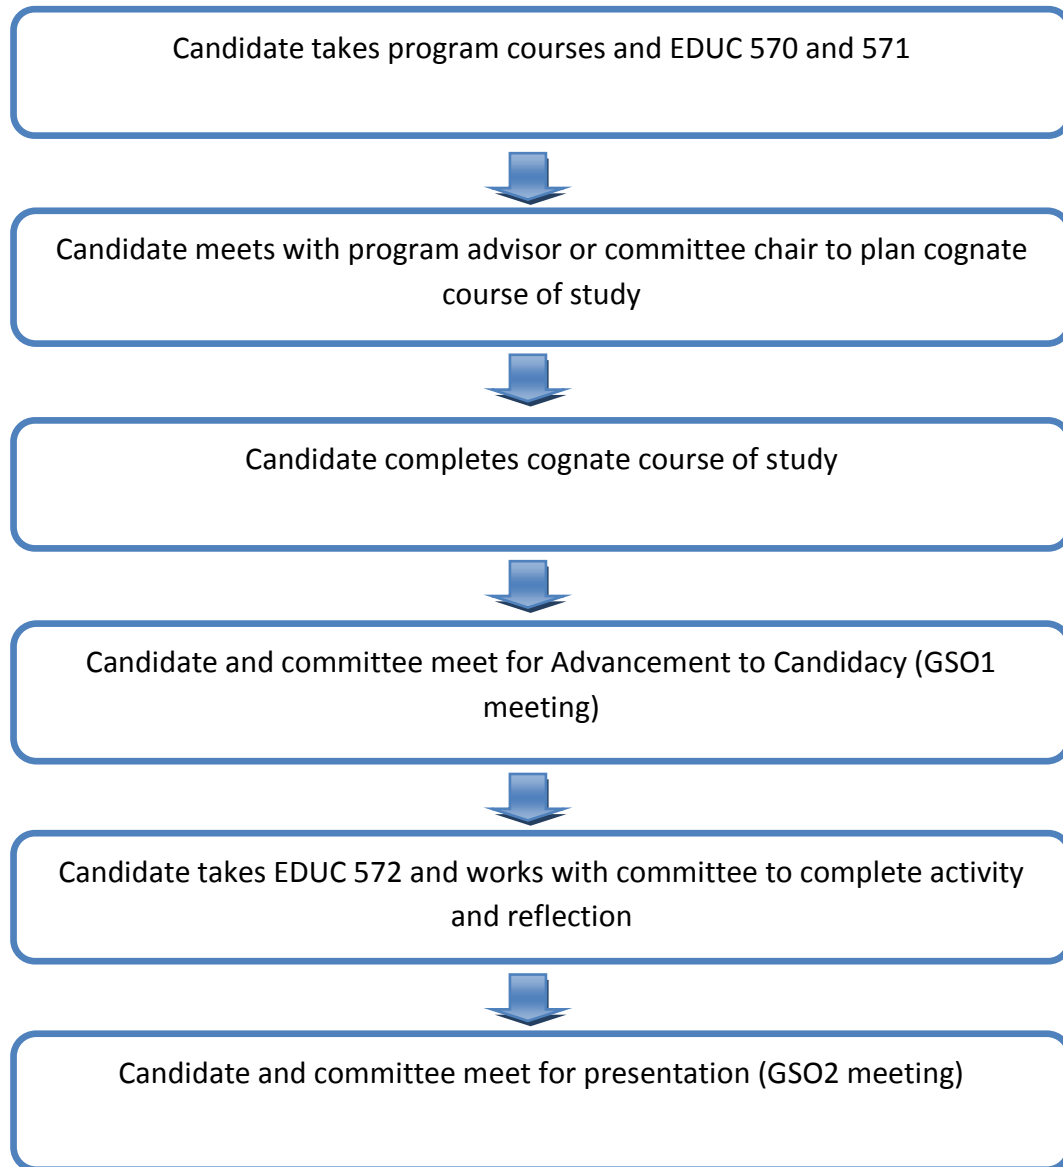 Candidate takes program courses and EDUC 570 and 571
Candidate meets with program advisor or committee chair to plan cognate
course of study
Candidate completes cognate course of study
Candidate and committee meet for Advancement to Candidacy (GSO1
meeting)
Candidate takes EDUC 572 and works with committee to complete activity
and reflection
Candidate and committee meet for presentation (GSO2 meeting)